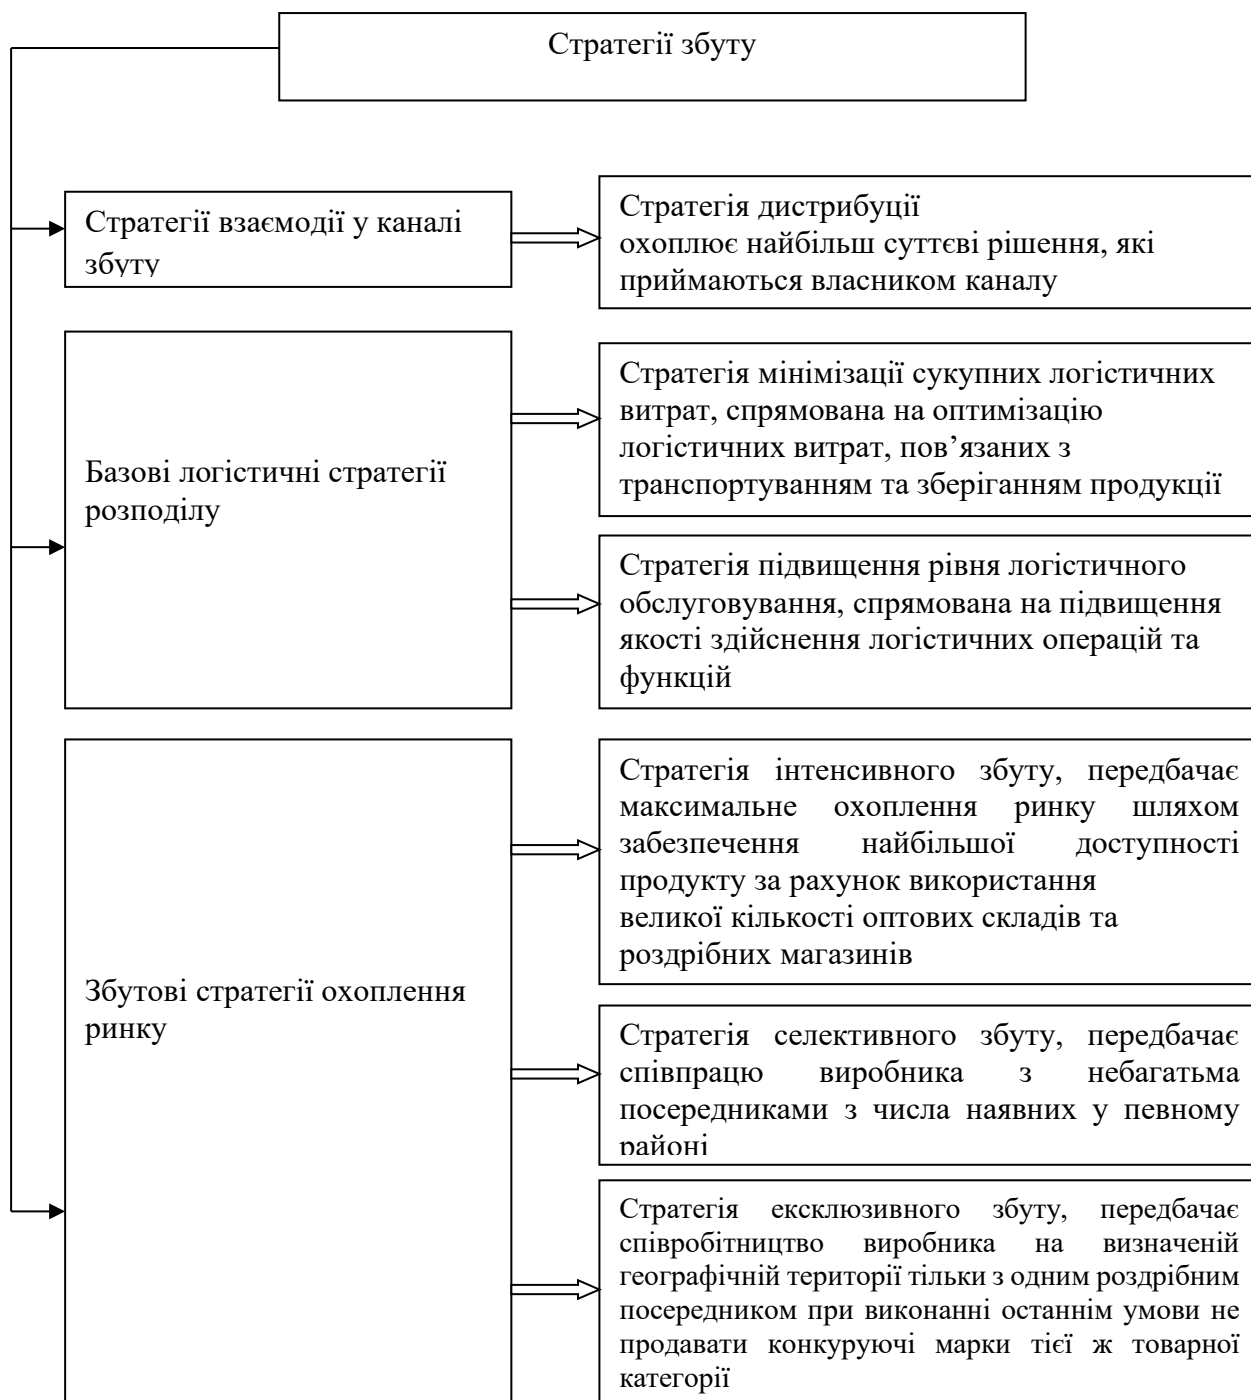 Стратегії збуту
Стратегії взаємодії у каналі
збуту
Стратегія дистрибуції
охоплює найбільш суттєві рішення, які
приймаються власником каналу
Базові логістичні стратегії
розподілу
Стратегія мінімізації сукупних логістичних
витрат, спрямована на оптимізацію
логістичних витрат, пов’язаних з
транспортуванням та зберіганням продукції
Стратегія підвищення рівня логістичного
обслуговування, спрямована на підвищення
якості здійснення логістичних операцій та
функцій
Збутові стратегії охоплення
ринку
Стратегія інтенсивного збуту, передбачає
максимальне охоплення ринку шляхом
забезпечення найбільшої доступності
продукту за рахунок використання
великої кількості оптових складів та
роздрібних магазинів
Стратегія селективного збуту, передбачає
співпрацю виробника з небагатьма
посередниками з числа наявних у певному
районі
Стратегія ексклюзивного збуту, передбачає
співробітництво виробника на визначеній
географічній території тільки з одним роздрібним
посередником при виконанні останнім умови не
продавати конкуруючі марки тієї ж товарної
категорії